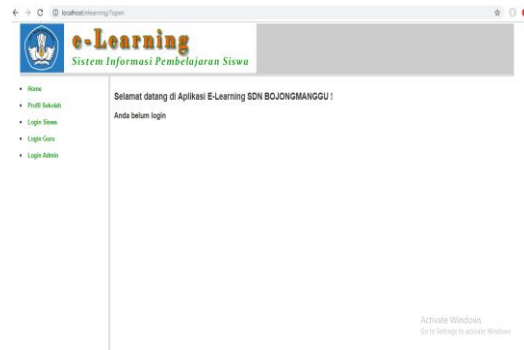 localhost/elearning/?open
e-Learning
Sistem Informasi Pembelajaran Siswa
Home
Profil Sekolah
Login Siswa
Login Guru
Login Admin
Selamat datang di Aplikasi E-Learning SDN BOJONGMANGGU !
Anda belum login
Activate Windows
Go to Settings to activate Windows.